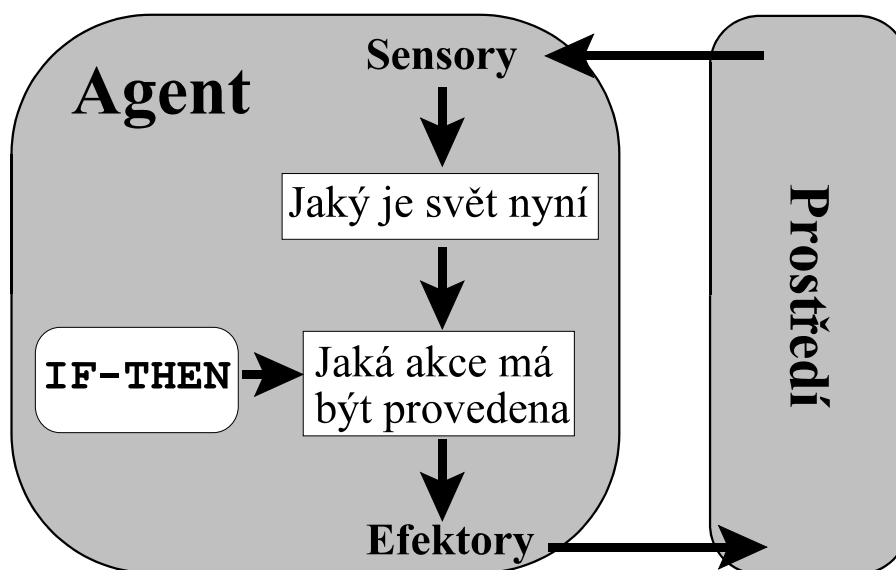 Agent
Sensory
Jaký je svět nyní
IF-THEN
Jaká akce má
být provedena
Efektory
Prostředí